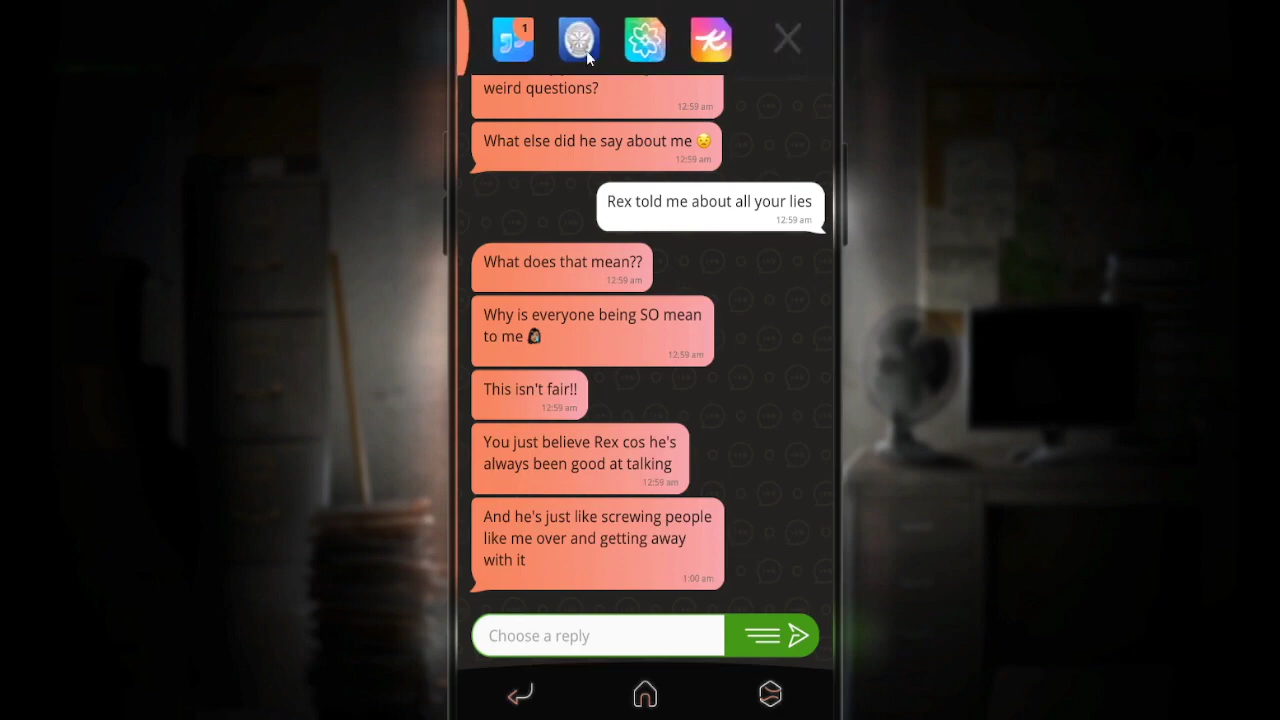 1
weird questions?
12:59 am
What else did he say about me 😟
12:59 am
Rex told me about all your lies
12:59 am
What does that mean??
12:59 am
Why is everyone being SO mean
to me
12:59 am
This isn't fair!!
12:59 am
You just believe Rex cos he's
always been good at talking
12:59 am
And he's just like screwing people
like me over and getting away
with it
1:00 am
Choose a reply